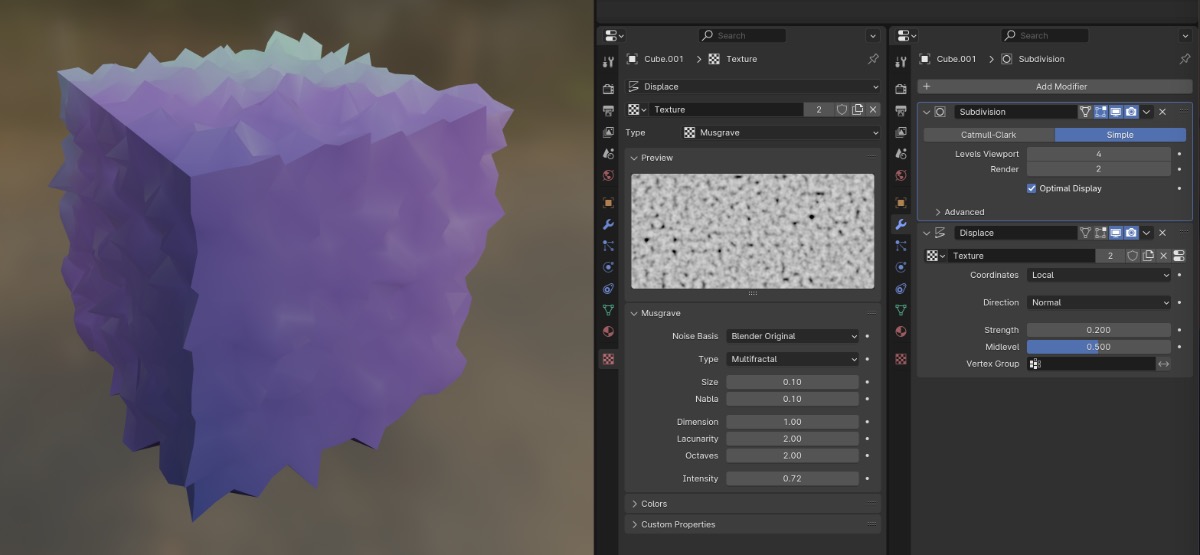 Search
Cube.001 > Texture
Displace
Texture 2
Type Musgrave
Preview
Musgrave
Noise Basis Blender Original
Type Multifractal
Size 0.10
Nabla 0.10
Dimension 1.00
Lacunarity 2.00
Octaves 2.00
Intensity 0.72
Colors
Custom Properties
Search
Cube.001 > Subdivision
Add Modifier
Subdivision
Catmull-Clark Simple
Levels Viewport 4
Render 2
Optimal Display
Advanced
Displace
Texture 2
Coordinates Local
Direction Normal
Strength 0.200
Midlevel 0.500
Vertex Group